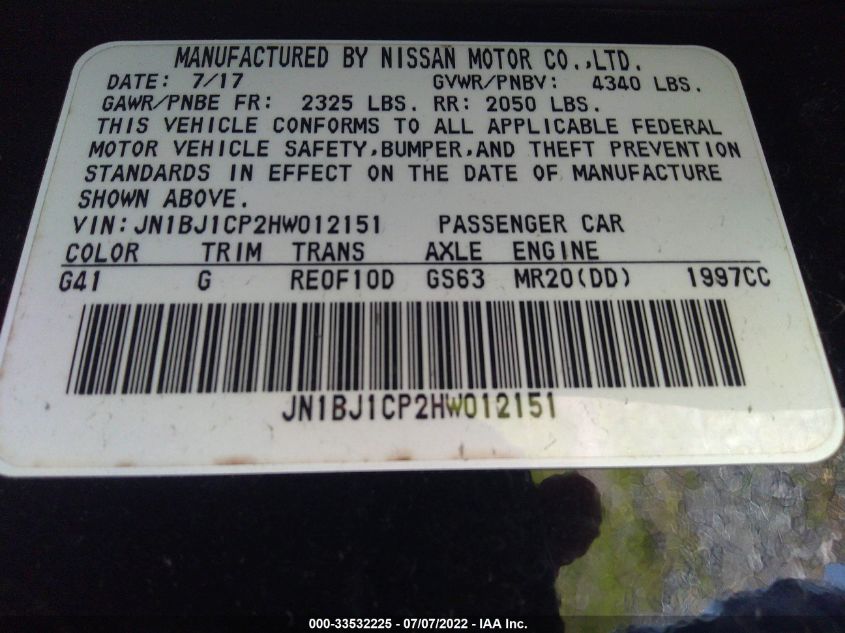 MANUFACTURED BY NISSAN MOTOR CO.,LTD.
DATE: 7/17 GVWR/PNBV: 4340 LBS.
GAWR/PNBE FR: 2325 LBS. RR: 2050 LBS.
THIS VEHICLE CONFORMS TO ALL APPLICABLE FEDERAL
MOTOR VEHICLE SAFETY,BUMPER,AND THEFT PREVENTION
STANDARDS IN EFFECT ON THE DATE OF MANUFACTURE
SHOWN ABOVE.
VIN:JN1BJ1CP2HW012151 PASSENGER CAR
COLOR TRIM TRANS AXLE ENGINE
G41 G RE0F10D GS63 MR20(DD) 1997CC
JN1BJ1CP2HW012151
000-33532225 - 07/07/2022 - IAA Inc.